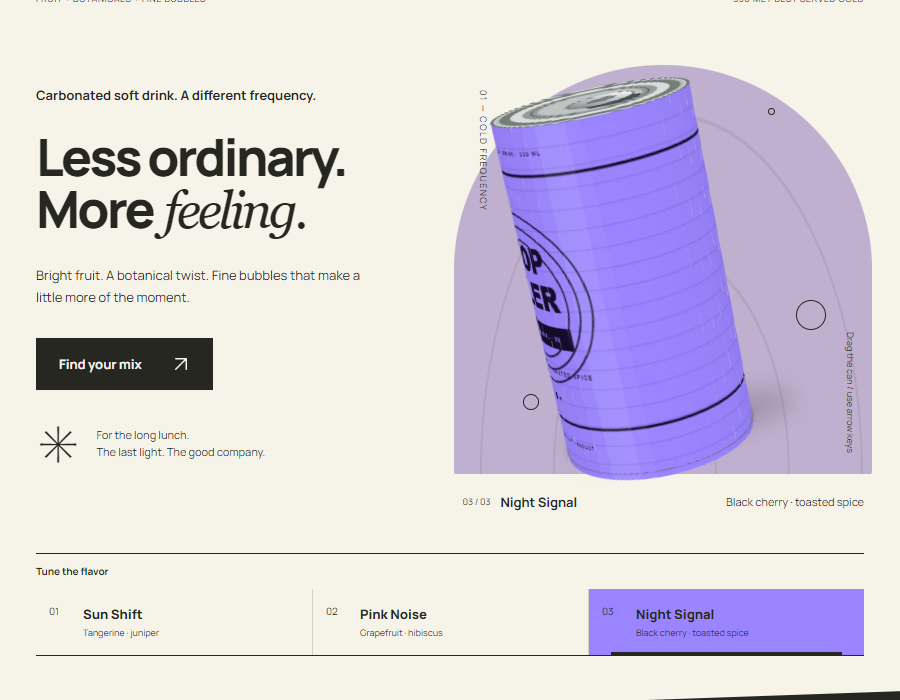 Carbonated soft drink. A different frequency.
Less ordinary.
More feeling.
Bright fruit. A botanical twist. Fine bubbles that make a
little more of the moment.
Find your mix
For the long lunch.
The last light. The good company.
01 — COLD FREQUENCY
OP
ER
Drag the can / use arrow keys
03 / 03 Night Signal
Black cherry · toasted spice
Tune the flavor
01 Sun Shift
Tangerine · juniper
02 Pink Noise
Grapefruit · hibiscus
03 Night Signal
Black cherry · toasted spice